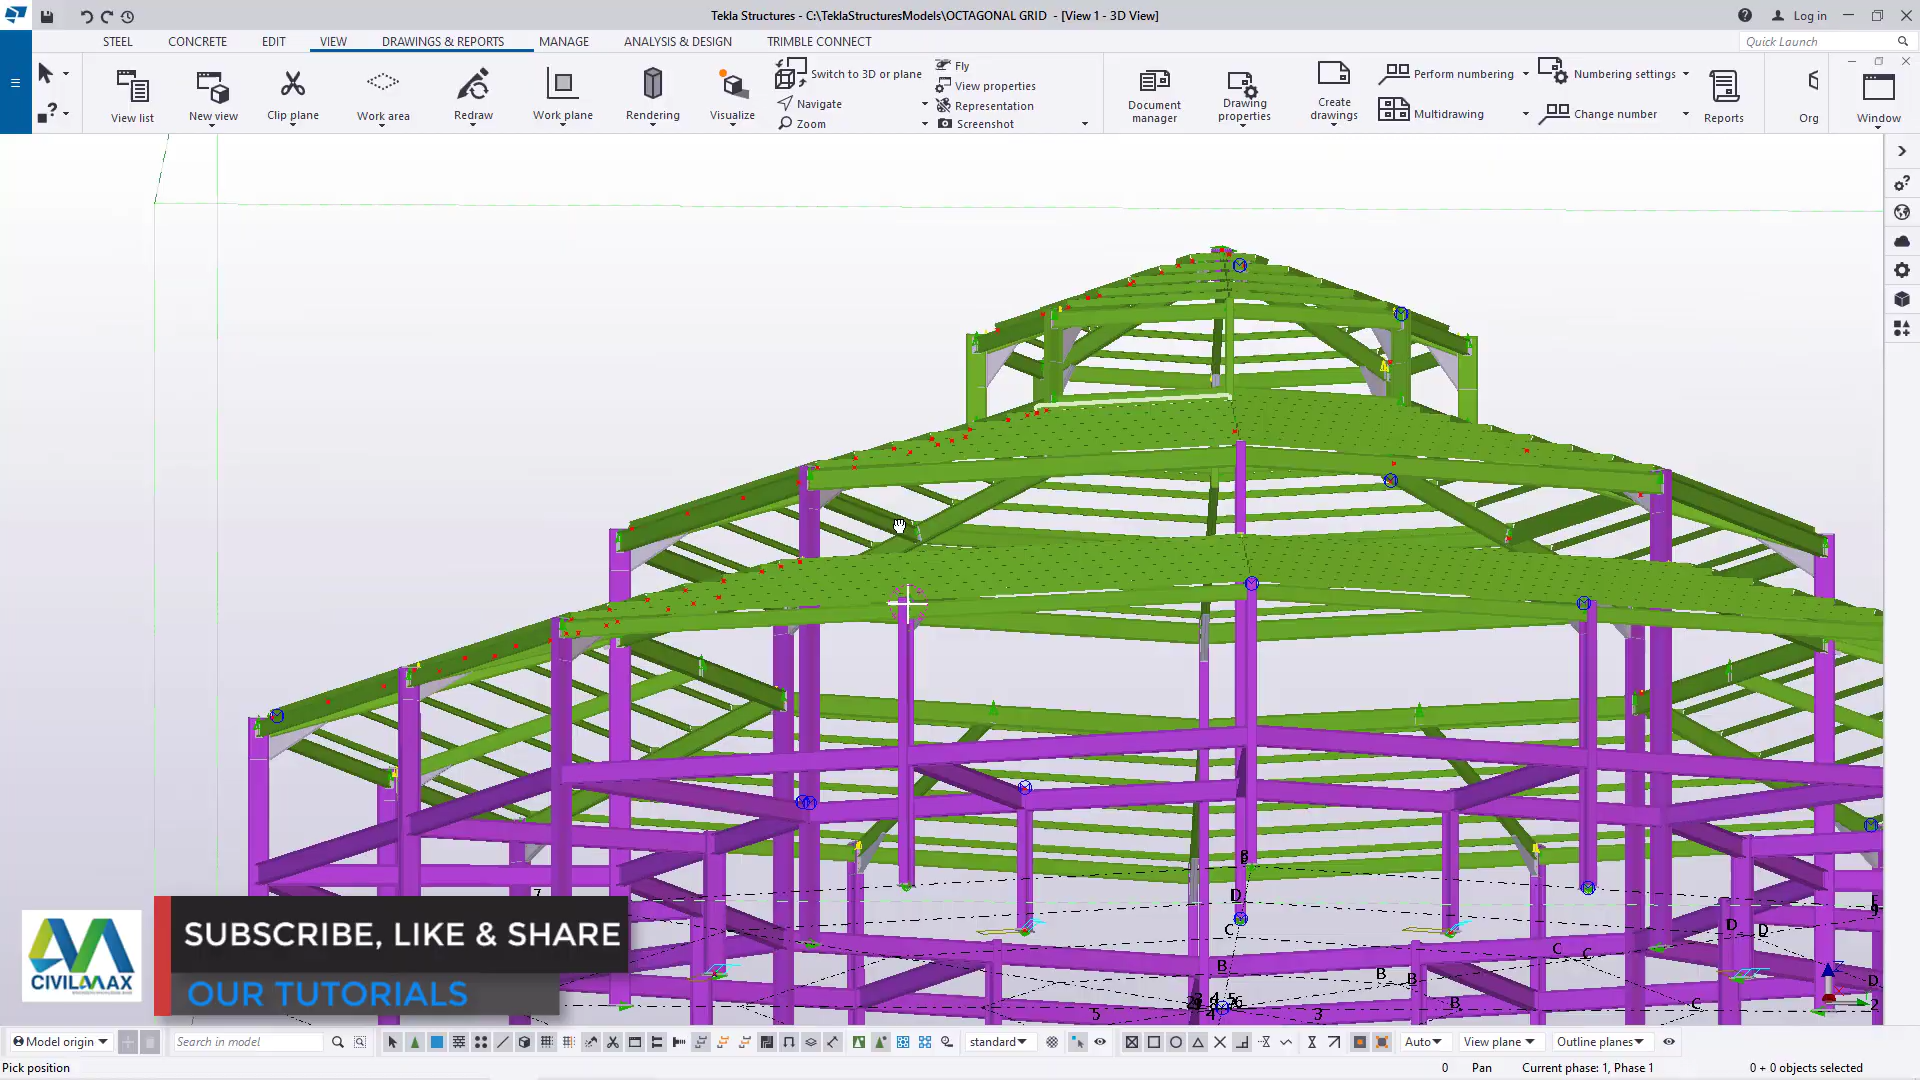 Tekla Structures - C:\TeklaStructuresModels\OCTAGONAL GRID - [View 1 - 3D View]
Log in
STEEL CONCRETE EDIT VIEW DRAWINGS & REPORTS MANAGE ANALYSIS & DESIGN TRIMBLE CONNECT
Quick Launch
View list
New view
Clip plane
Work area
Redraw
Work plane
Rendering
Visualize
Switch to 3D or plane
Navigate
Zoom
Fly
View properties
Representation
Screenshot
Document
manager
Drawing
properties
Create
drawings
Perform numbering
Multidrawing
Numbering settings
Change number
Reports
Org
Window
7
D
C
B
5
4
3
B
B
B
C
C
D
D
C
D
2
SUBSCRIBE, LIKE & SHARE
OUR TUTORIALS
CIVILMAX
Model origin
Search in model
standard
Auto
View plane
Outline planes
Pick position
0
Pan
Current phase: 1, Phase 1
0 + 0 objects selected